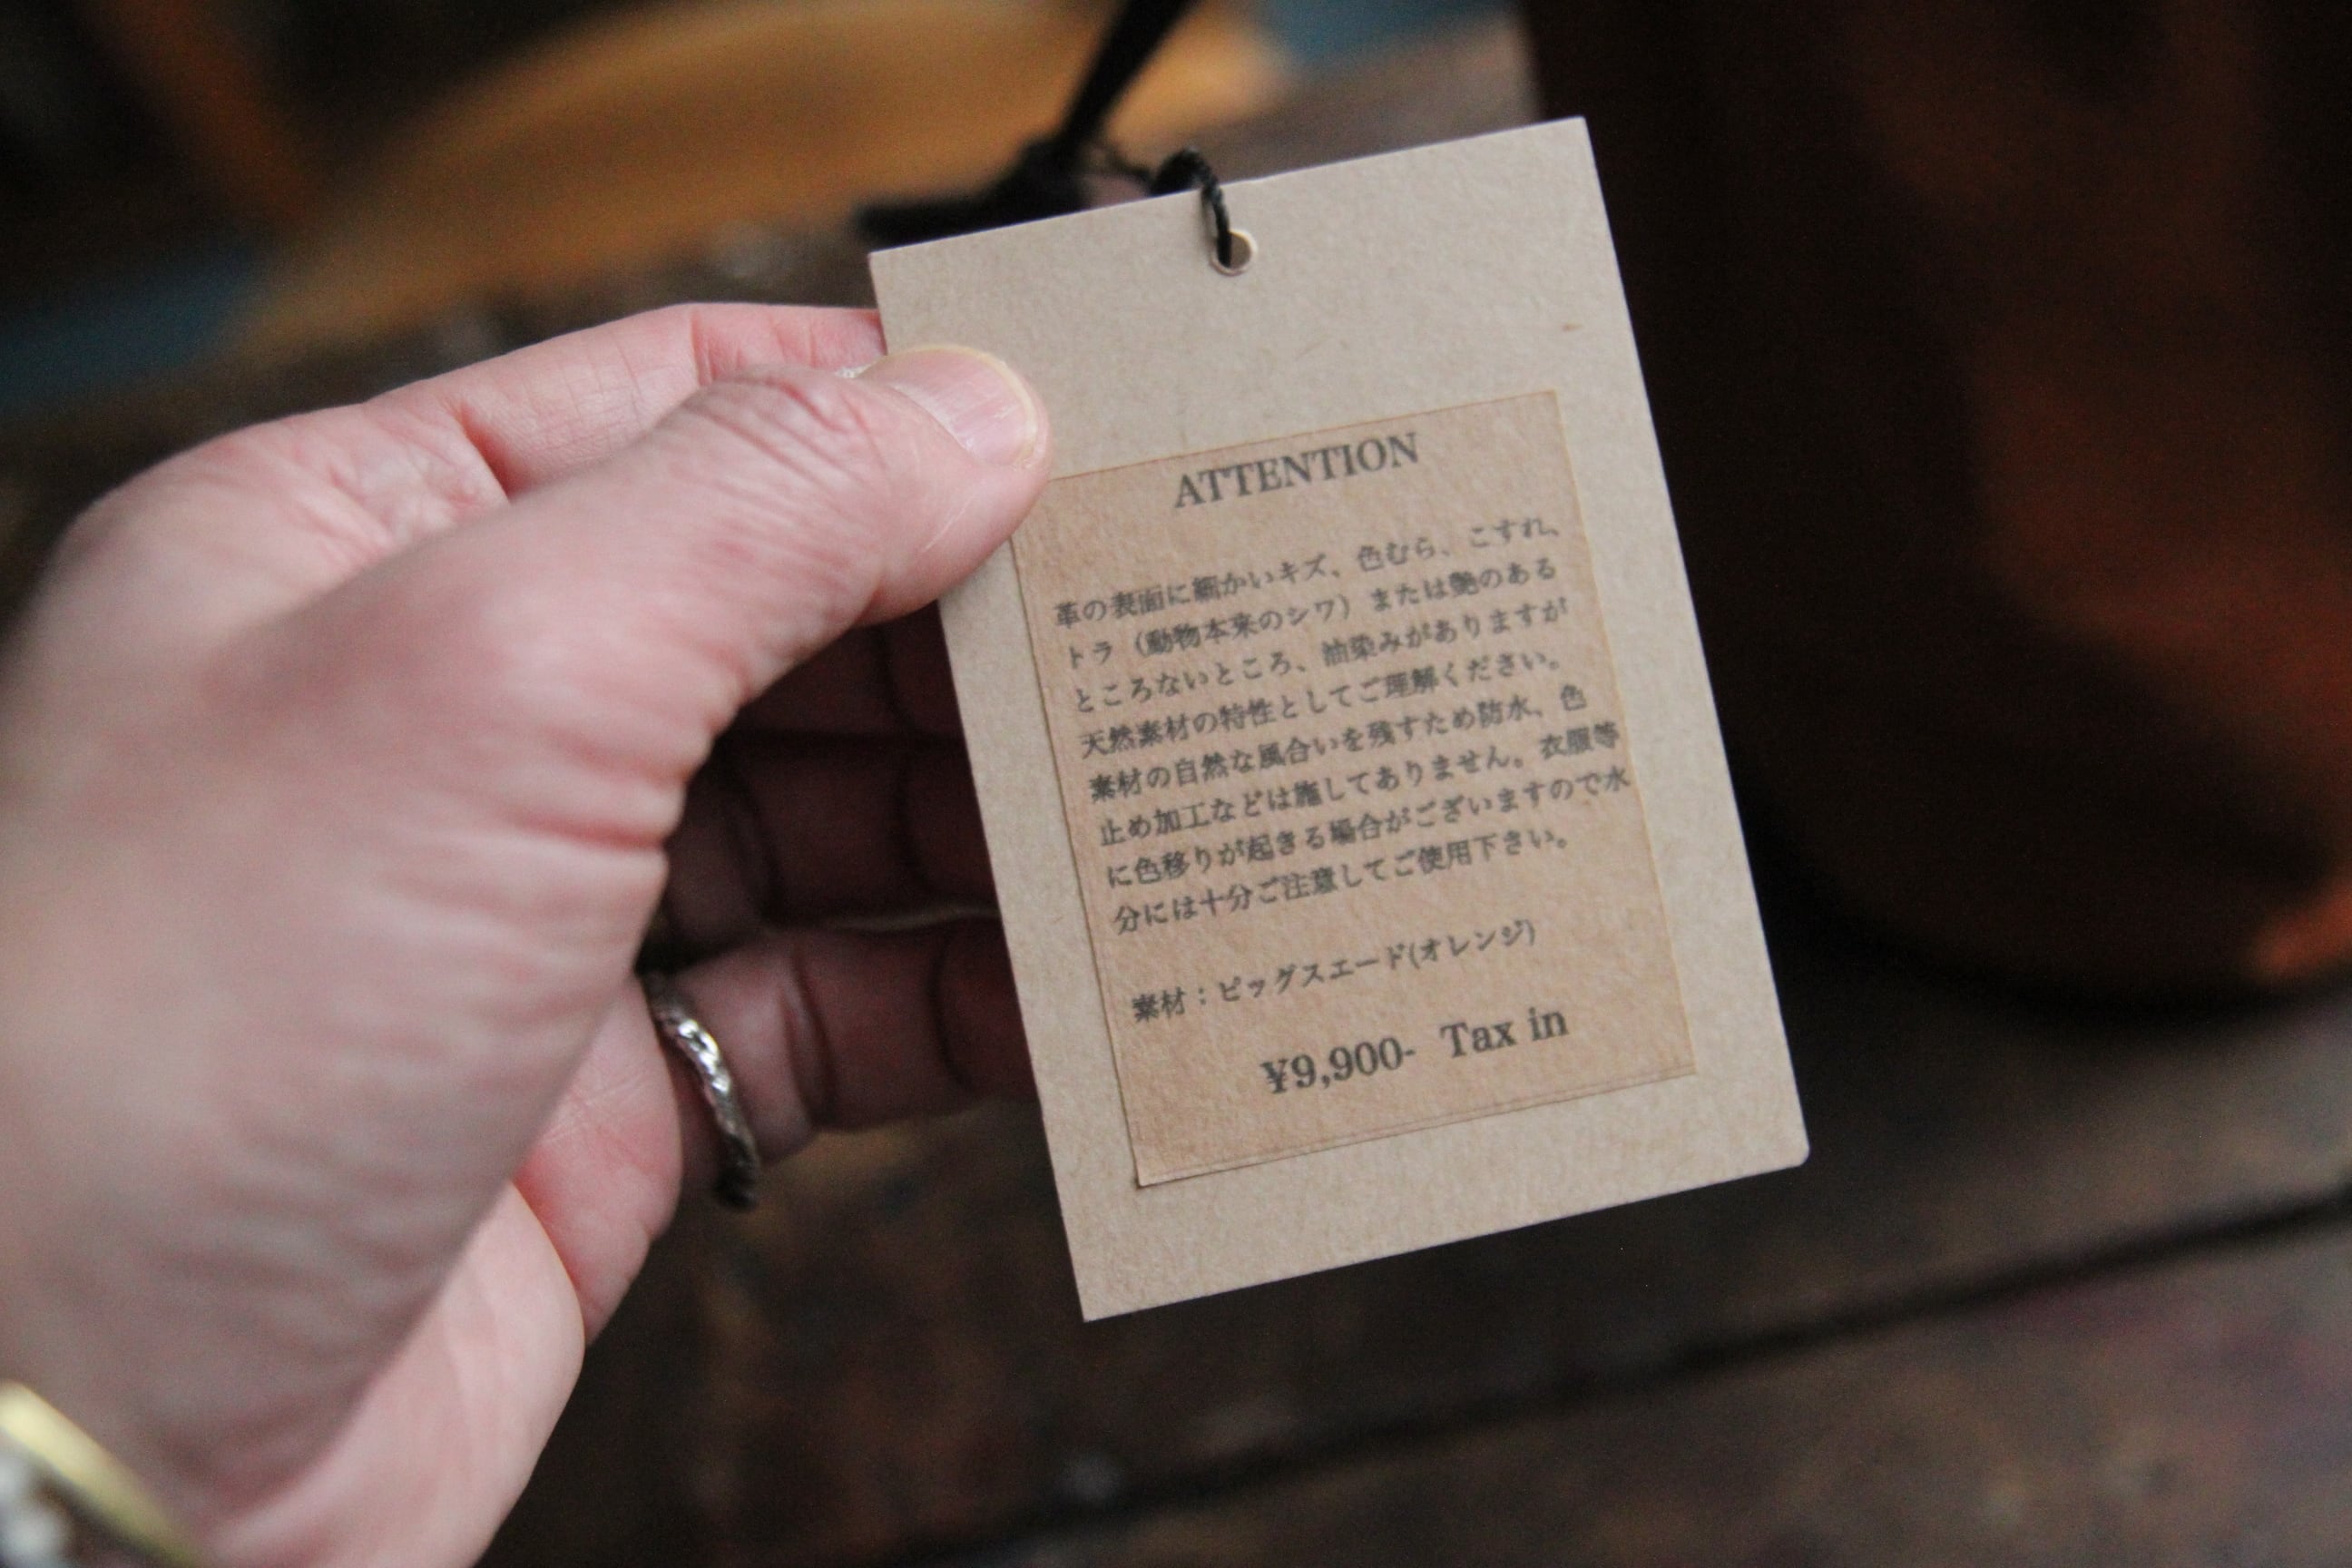 ATTENTION
革の表面に細かいキズ、色むら、こすれ、
トラ（動物本来のシワ）または艶のある
ところないところ、油染みがありますが
天然素材の特性としてご理解ください。
素材の自然な風合いを残すため防水、色
止め加工などは施してありません。衣服等
に色移りが起きる場合がございますので水
分には十分ご注意してご使用下さい。
素材：ピッグスエード(オレンジ)
¥9,900- Tax in